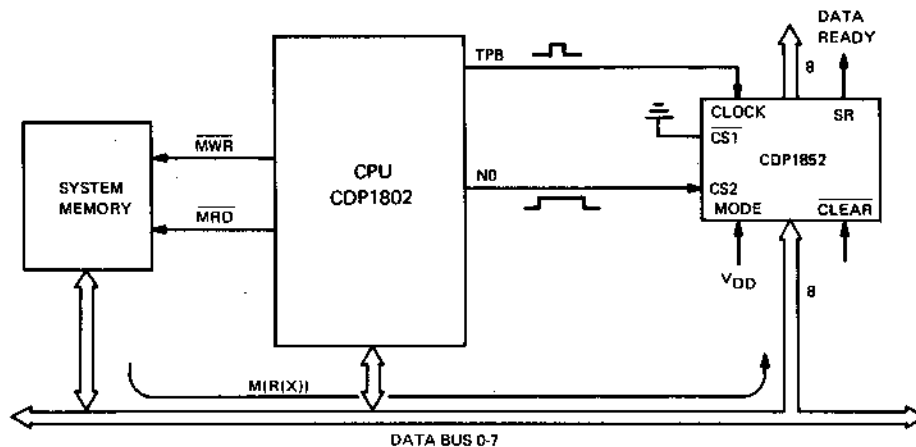 DATA
READY
TPB
8
CLOCK
SR
CS1
CDP1852
MWR
CPU
CDP1802
SYSTEM
MEMORY
N0
CS2
MODE
CLEAR
MRD
VDD
8
M(R(X))
DATA BUS 0-7